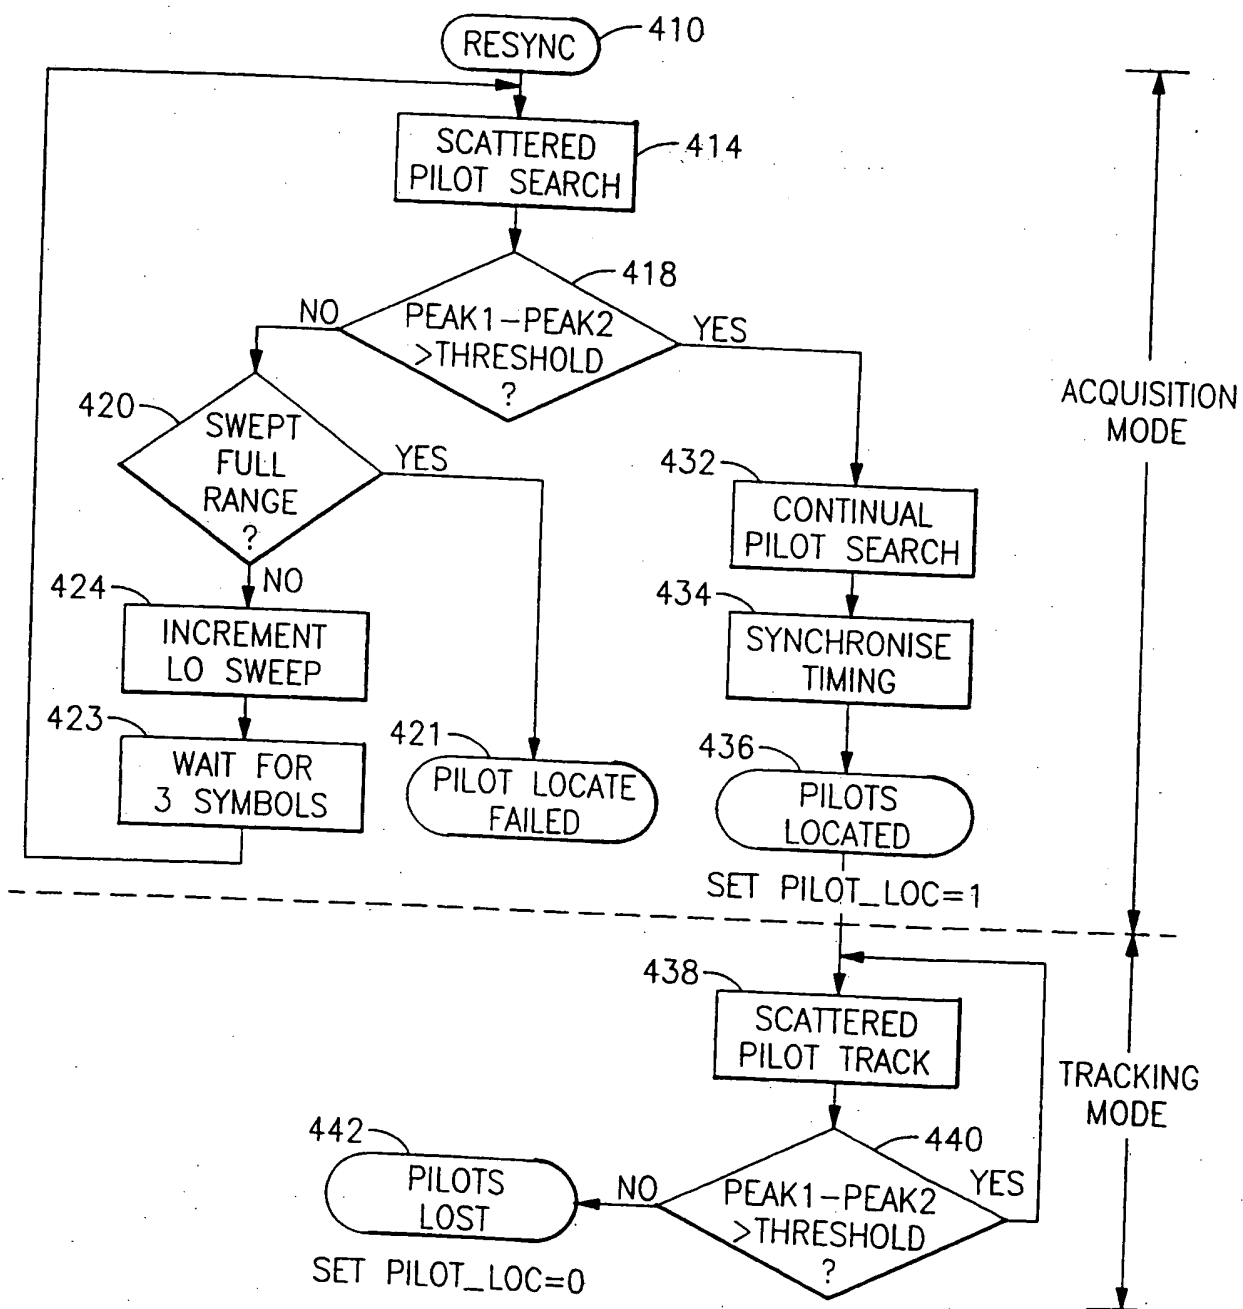 RESYNC
410
SCATTERED
PILOT SEARCH
414
418
PEAK1-PEAK2
>THRESHOLD
?
NO
YES
420
SWEPT
FULL
RANGE
?
YES
NO
ACQUISITION
MODE
432
CONTINUAL
PILOT SEARCH
424
INCREMENT
LO SWEEP
434
SYNCHRONISE
TIMING
423
WAIT FOR
3 SYMBOLS
421
PILOT LOCATE
FAILED
436
PILOTS
LOCATED
SET PILOT_LOC=1
438
SCATTERED
PILOT TRACK
TRACKING
MODE
440
PEAK1-PEAK2
>THRESHOLD
?
YES
NO
442
PILOTS
LOST
SET PILOT_LOC=0